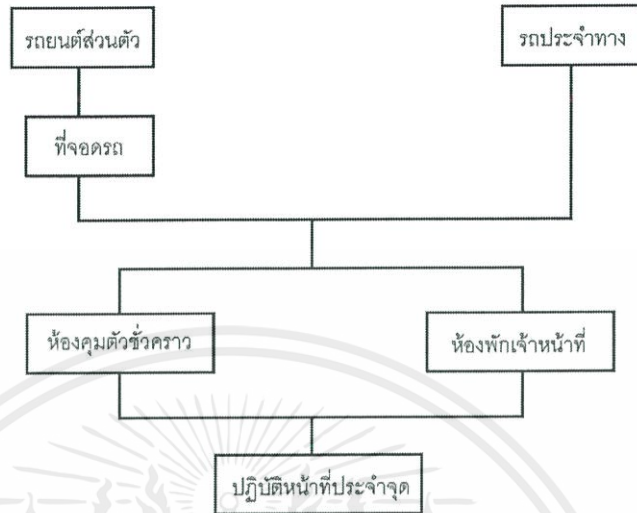 รถยนต์ส่วนตัว
รถประจำทาง
ที่จอดรถ
ห้องคุมตัวชั่วคราว
ห้องพักเจ้าหน้าที่
ปฏิบัติหน้าที่ประจำจุด